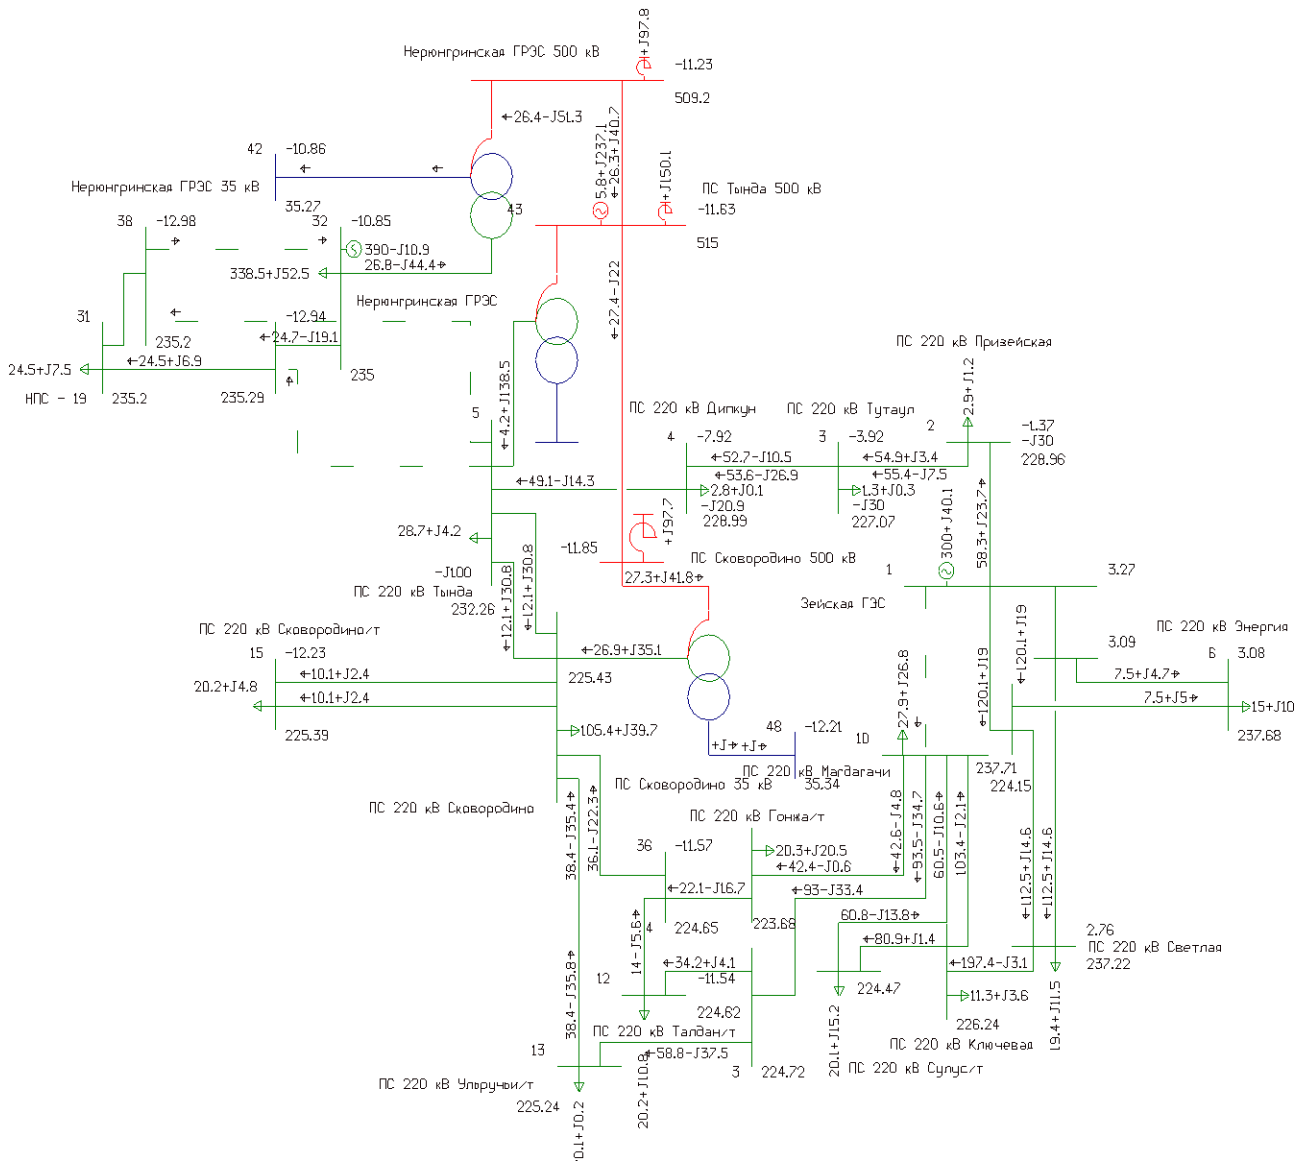 +J97.8
Нерюнгринская ГРЭС 500 кВ
-11.23
509.2
←26.4-J51.3
5.8+J237.1
←26.3+J40.7
+J150.1
42
-10.86
35.27
Нерюнгринская ГРЭС 35 кВ
43
ПС Тында 500 кВ
-11.63
515
38
-12.98
32
-10.85
390-J10.9
338.5+J52.5
26.8-J44.4→
Нерюнгринская ГРЭС
←27.4-J22
31
-12.94
←24.7-J19.1
235.2
24.5+J7.5
←24.5+J6.9
235
НПС - 19
235.2
235.29
←4.2+J138.5
ПС 220 кВ Призейская
2.9+J1.2
5
ПС 220 кВ Дипкун
ПС 220 кВ Тутаул
4
-7.92
3
-3.92
2
-1.37
-J30
228.96
←52.7-J10.5
←54.9+J3.4
←53.6-J26.9
←55.4-J7.5
←49.1-J14.3
2.8+J0.1
-J20.9
228.99
1.3+J0.3
-J30
227.07
58.3+J23.7→
300+J40.1
+J97.7
28.7+J4.2
-J100
ПС 220 кВ Тында
232.26
←12.1+J30.8
←12.1+J30.8
-11.85
ПС Сковородино 500 кВ
27.3+J41.8→
1
3.27
Зейская ГЭС
ПС 220 кВ Сковородино/т
15
-12.23
←10.1+J2.4
20.2+J4.8
←10.1+J2.4
225.39
←26.9+J35.1
225.43
105.4+J39.7
27.9+J26.8
←120.1+J19
←120.1+J19
3.09
ПС 220 кВ Энергия
6
3.08
7.5+J4.7→
7.5+J5→
15+J10
237.68
48
-12.21
+J→
+J→
10
ПС 220 кВ Магдагачи
ПС Сковородино 35 кВ
35.34
237.71
224.15
ПС 220 кВ Сковородино
38.4-J35.4→
36.1-J22.3→
ПС 220 кВ Гонжа/т
36
-11.57
20.3+J20.5
←42.4-J0.6
←42.6-J4.8
←93.5-J34.7
60.5-J10.6→
103.4-J2.1→
←112.5+J14.6
←112.5+J14.6
←22.1-J16.7
←93-J33.4
4
224.65
223.68
60.8-J13.8→
←80.9+J1.4
14-J5.6→
2.76
ПС 220 кВ Светлая
237.22
12
←34.2+J4.1
-11.54
224.62
224.47
←197.4-J3.1
11.3+J3.6
226.24
38.4-J35.8→
ПС 220 кВ Талдан/т
20.2+J10.8
20.1+J15.2
19.4+J11.5
ПС 220 кВ Ключевая
13
←58.8-J37.5
3
224.72
ПС 220 кВ Сулус/т
ПС 220 кВ Ульручьи/т
225.24